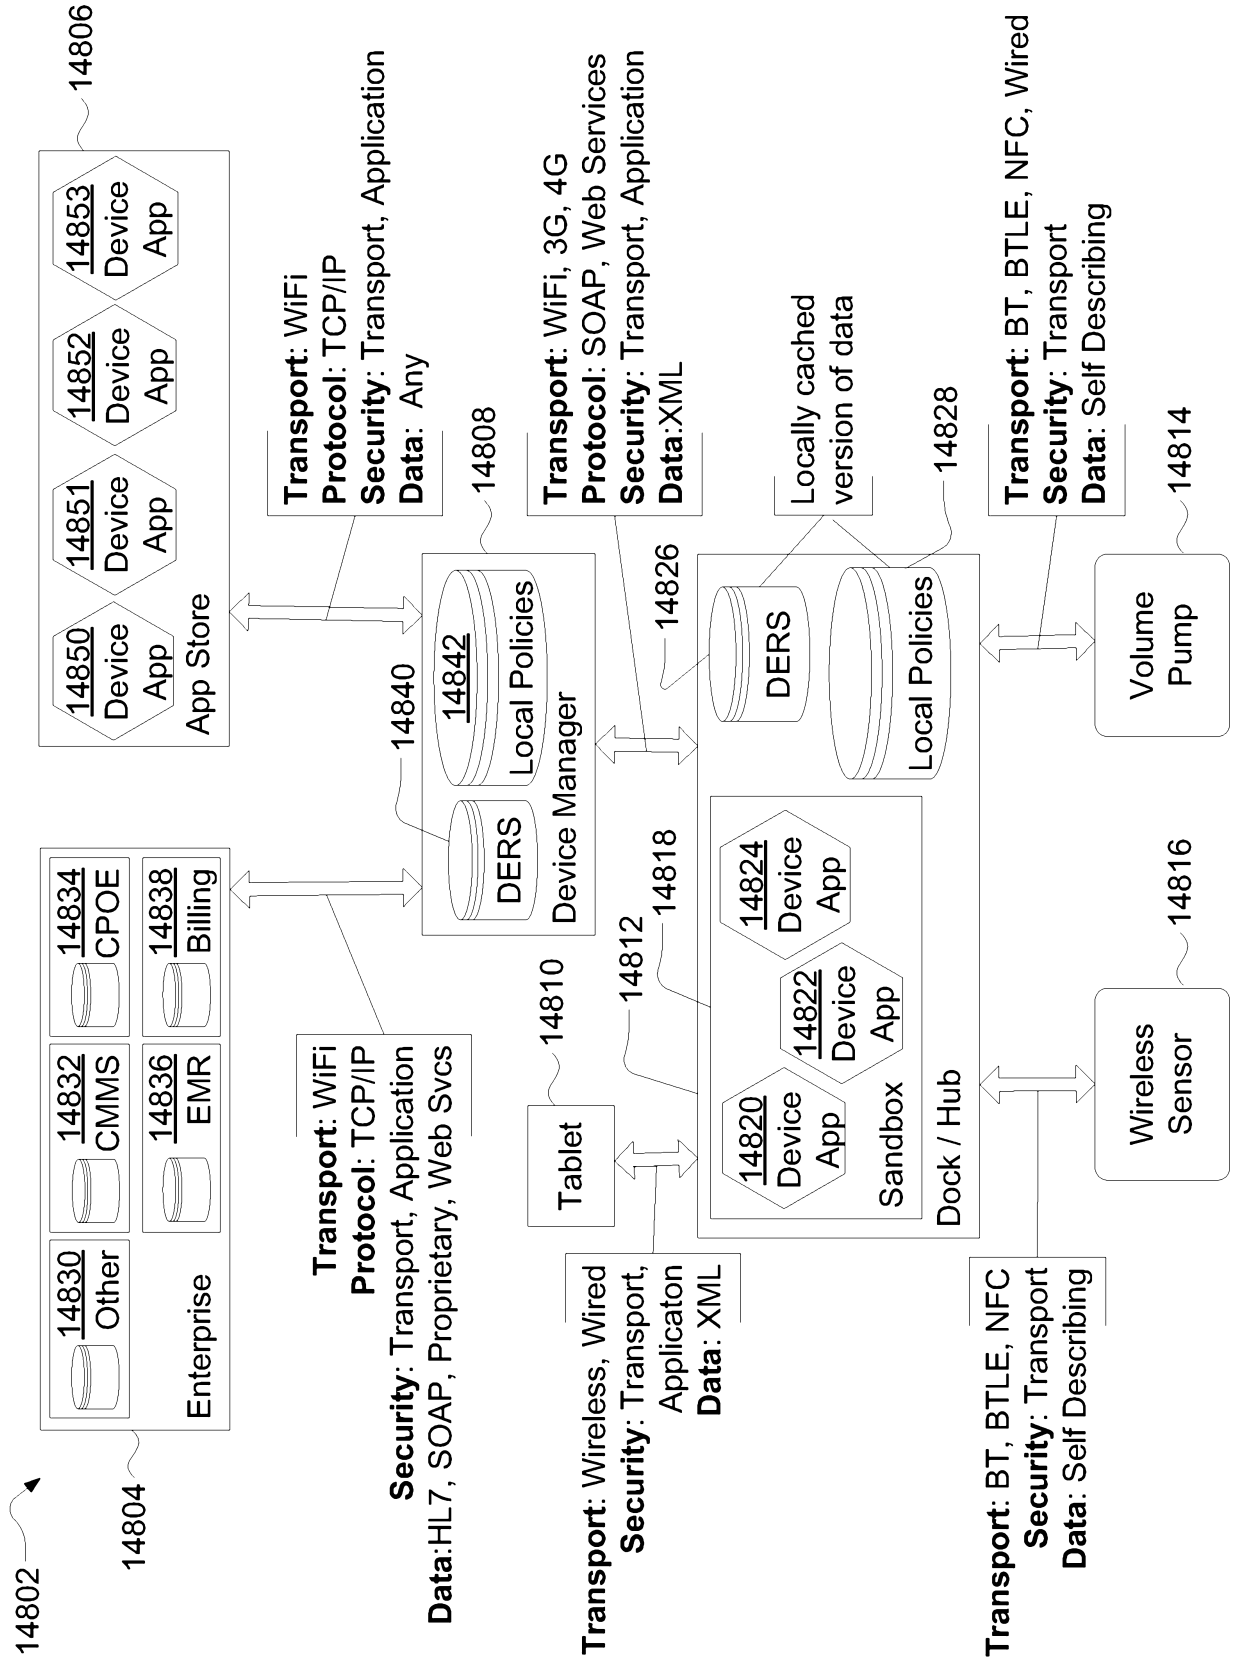 14802
14804
14830
Other
14832
CMMS
14834
CPOE
14836
EMR
14838
Billing
Enterprise
14806
14850
Device
App
14851
Device
App
14852
Device
App
14853
Device
App
App Store
Transport: WiFi
Protocol: TCP/IP
Security: Transport, Application
Data:HL7, SOAP, Proprietary, Web Svcs
Transport: WiFi
Protocol: TCP/IP
Security: Transport, Application
Data: Any
14840
14808
DERS
14842
Local Policies
Device Manager
14810
Tablet
Transport: Wireless, Wired
Security: Transport,
Applicaton
Data: XML
Transport: WiFi, 3G, 4G
Protocol: SOAP, Web Services
Security: Transport, Application
Data:XML
14812
14818
14826
14820
Device
App
14822
Device
App
14824
Device
App
Sandbox
Dock / Hub
DERS
Local Policies
Locally cached
version of data
14828
Transport: BT, BTLE, NFC
Security: Transport
Data: Self Describing
Transport: BT, BTLE, NFC, Wired
Security: Transport
Data: Self Describing
Wireless
Sensor
14816
Volume
Pump
14814